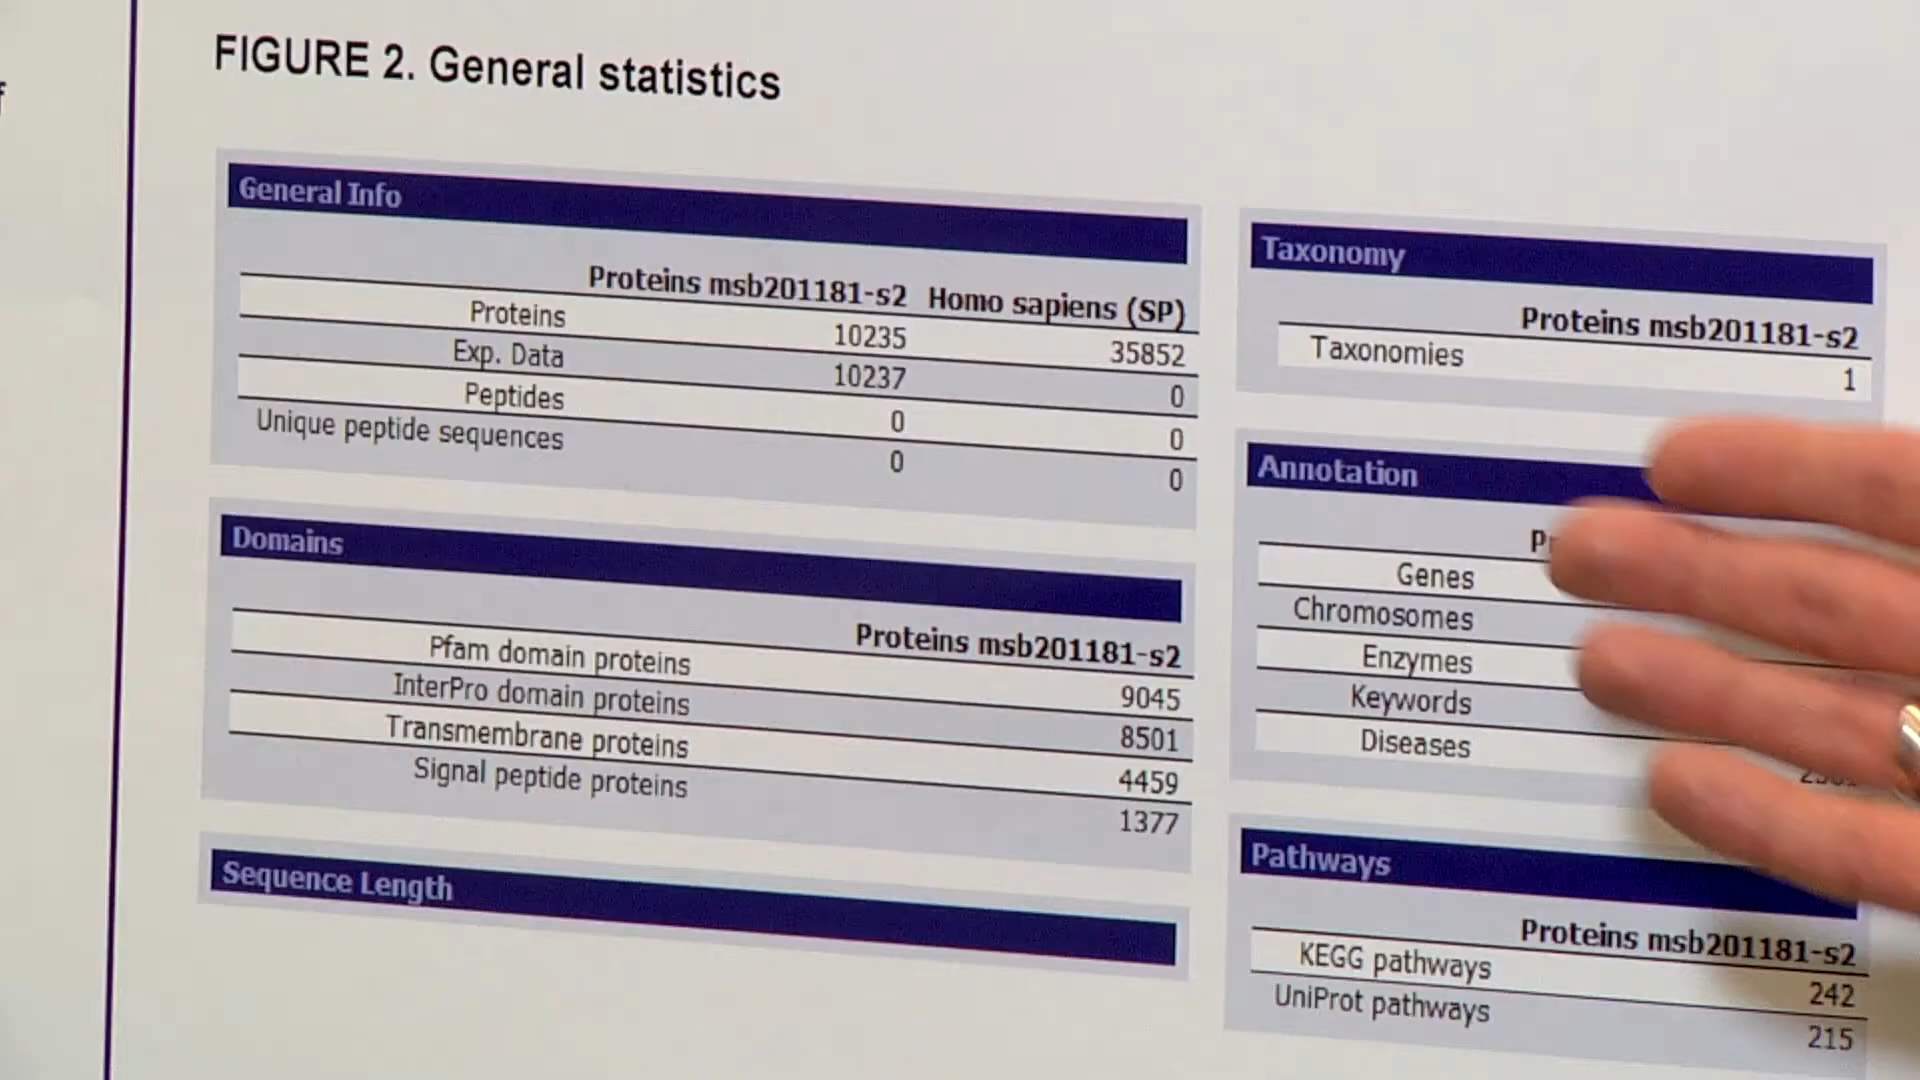 FIGURE 2. General statistics
General Info
Proteins msb201181-s2 Homo sapiens (SP)
Proteins 10235 35852
Exp. Data 10237 0
Peptides 0 0
Unique peptide sequences 0 0
Domains
Proteins msb201181-s2
Pfam domain proteins 9045
InterPro domain proteins 8501
Transmembrane proteins 4459
Signal peptide proteins 1377
Sequence Length
Taxonomy
Proteins msb201181-s2
Taxonomies 1
Annotation
Genes
Chromosomes
Enzymes
Keywords
Diseases
Pathways
Proteins msb201181-s2
KEGG pathways 242
UniProt pathways 215